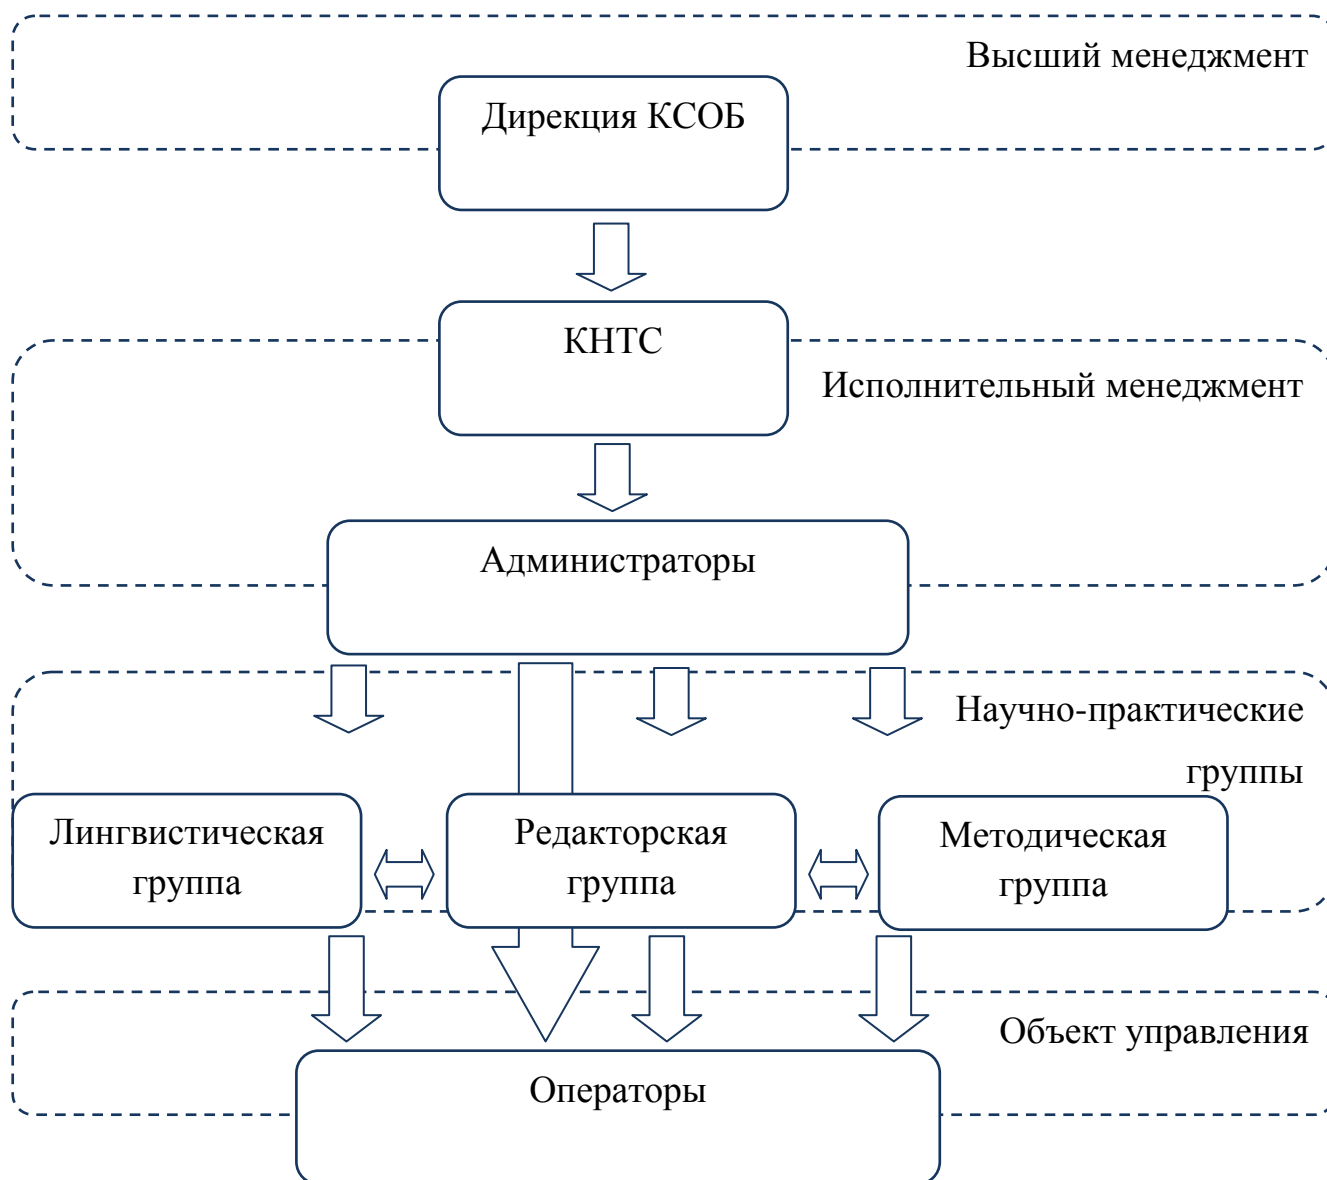 Высший менеджмент
Дирекция КСОБ
КНТС
Исполнительный менеджмент
Администраторы
Научно-практические
группы
Лингвистическая
группа
Редакторская
группа
Методическая
группа
Объект управления
Операторы